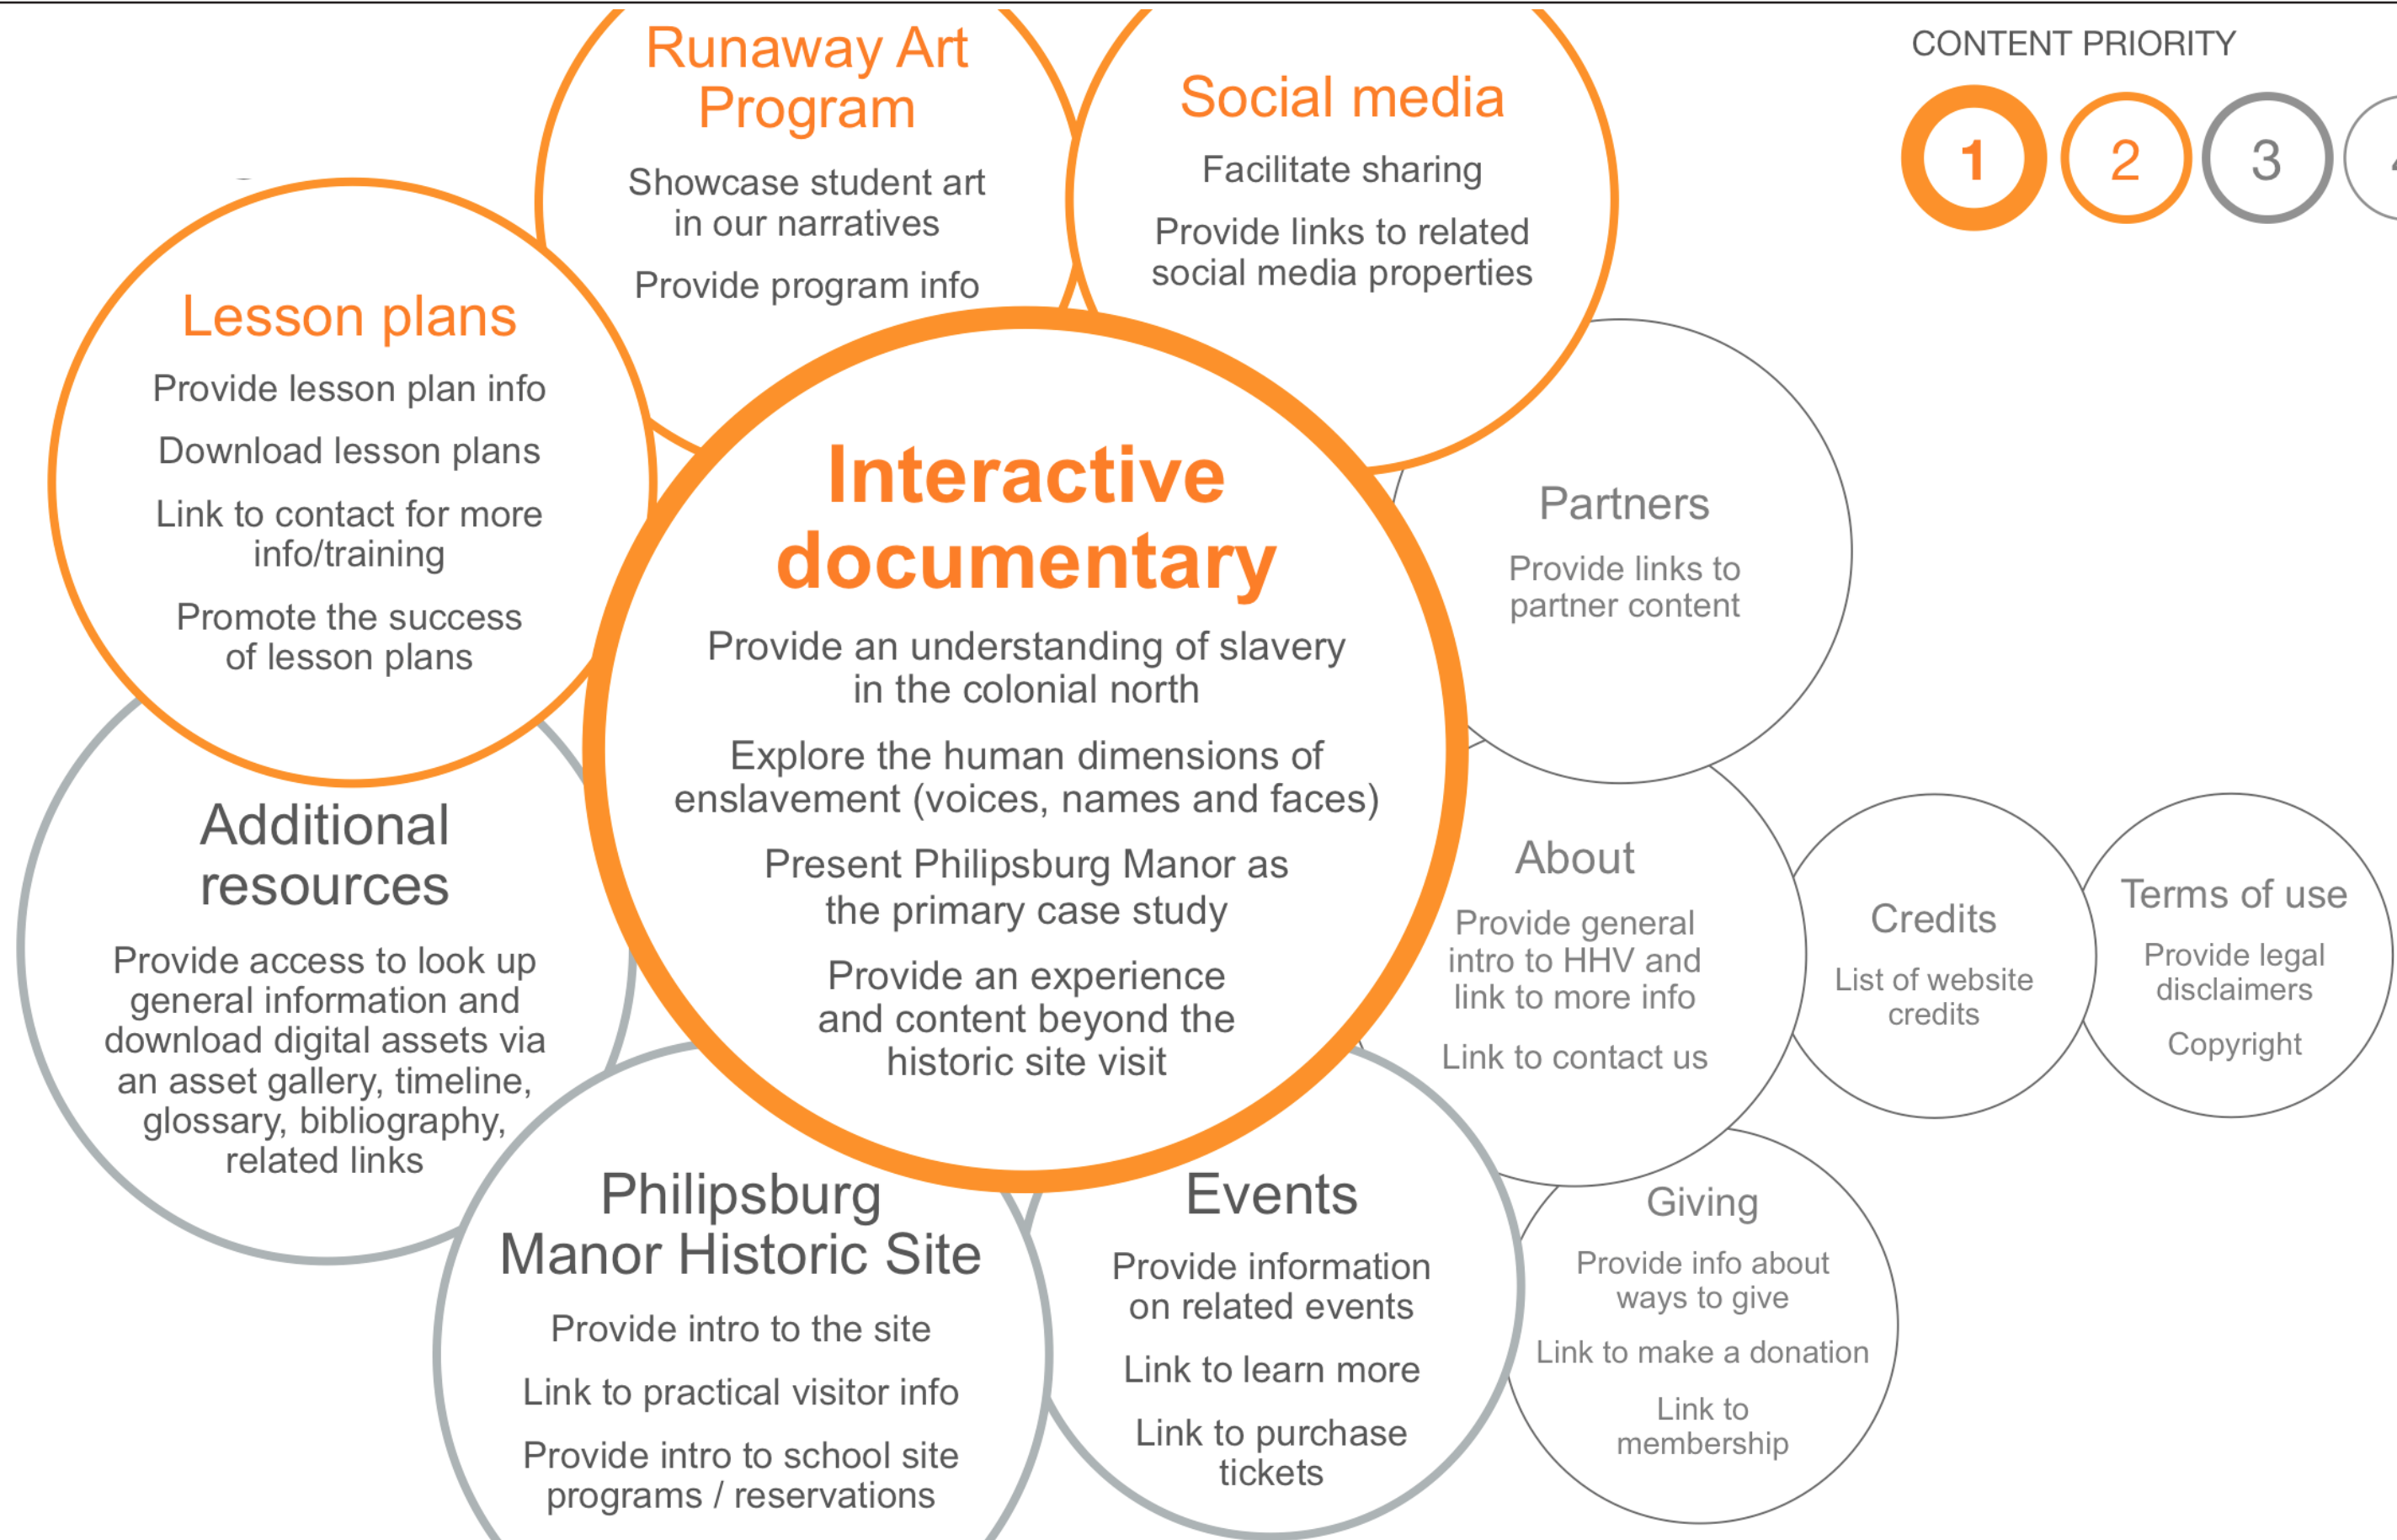 CONTENT PRIORITY
1
2
3
Runaway Art
Program
Showcase student art
in our narratives
Provide program info
Social media
Facilitate sharing
Provide links to related
social media properties
Lesson plans
Provide lesson plan info
Download lesson plans
Link to contact for more
info/training
Promote the success
of lesson plans
Interactive
documentary
Provide an understanding of slavery
in the colonial north
Explore the human dimensions of
enslavement (voices, names and faces)
Present Philipsburg Manor as
the primary case study
Provide an experience
and content beyond the
historic site visit
Partners
Provide links to
partner content
Additional
resources
Provide access to look up
general information and
download digital assets via
an asset gallery, timeline,
glossary, bibliography,
related links
About
Provide general
intro to HHV and
link to more info
Link to contact us
Credits
List of website
credits
Terms of use
Provide legal
disclaimers
Copyright
Philipsburg
Manor Historic Site
Provide intro to the site
Link to practical visitor info
Provide intro to school site
programs / reservations
Events
Provide information
on related events
Link to learn more
Link to purchase
tickets
Giving
Provide info about
ways to give
Link to make a donation
Link to
membership